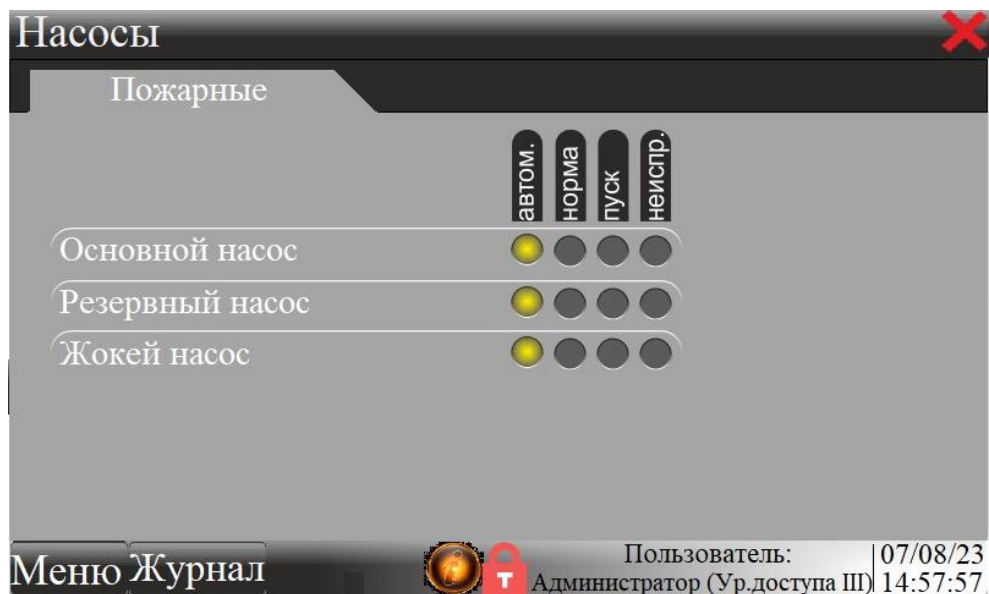 Насосы
Пожарные
автом.
норма
пуск
неиспр.
Основной насос
Резервный насос
Жокей насос
Меню Журнал
i
т
Пользователь:
Администратор (Ур.доступа III)
07/08/23
14:57:57